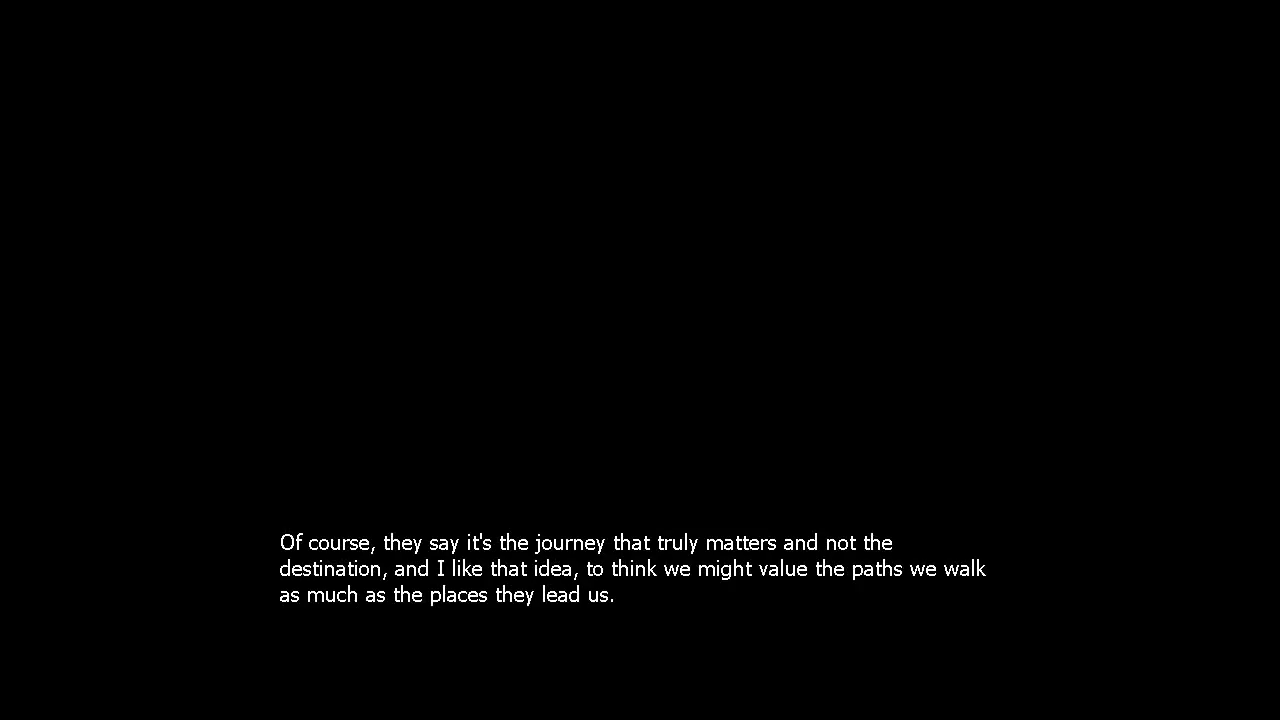 Of course, they say it's the journey that truly matters and not the
destination, and I like that idea, to think we might value the paths we walk
as much as the places they lead us.